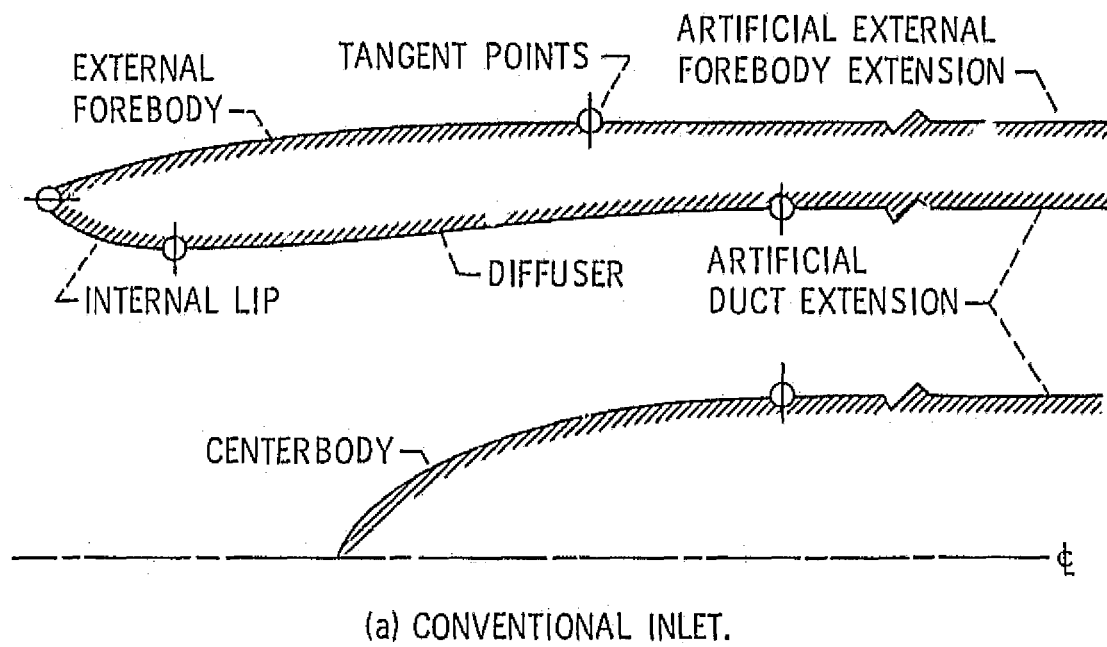 EXTERNAL
FOREBODY
TANGENT POINTS
ARTIFICIAL EXTERNAL
FOREBODY EXTENSION
INTERNAL LIP
DIFFUSER
ARTIFICIAL
DUCT EXTENSION
CENTERBODY
℄
(a) CONVENTIONAL INLET.